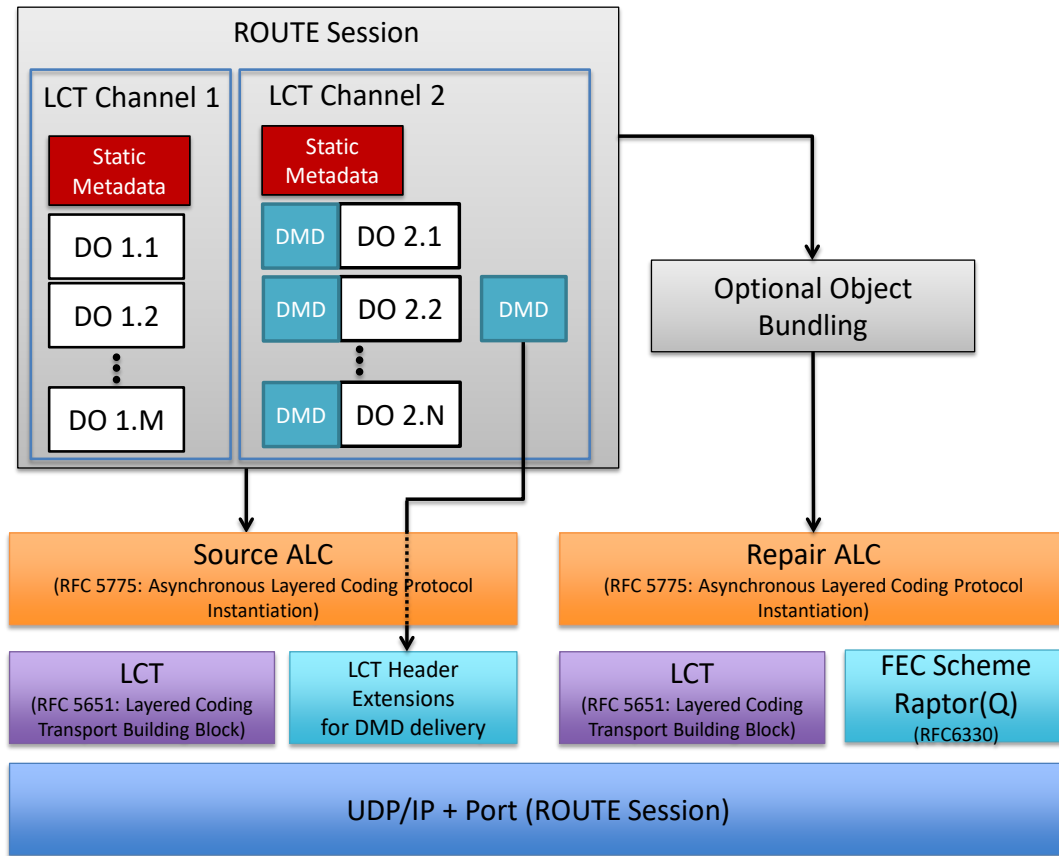 ROUTE Session
LCT Channel 1
Static
Metadata
DO 1.1
DO 1.2
DO 1.M
LCT Channel 2
Static
Metadata
DMD
DO 2.1
DMD
DO 2.2
DMD
DMD
DO 2.N
Optional Object
Bundling
Source ALC
(RFC 5775: Asynchronous Layered Coding Protocol
Instantiation)
Repair ALC
(RFC 5775: Asynchronous Layered Coding Protocol
Instantiation)
LCT
(RFC 5651: Layered Coding
Transport Building Block)
LCT Header
Extensions
for DMD delivery
LCT
(RFC 5651: Layered Coding
Transport Building Block)
FEC Scheme
Raptor(Q)
(RFC6330)
UDP/IP + Port (ROUTE Session)